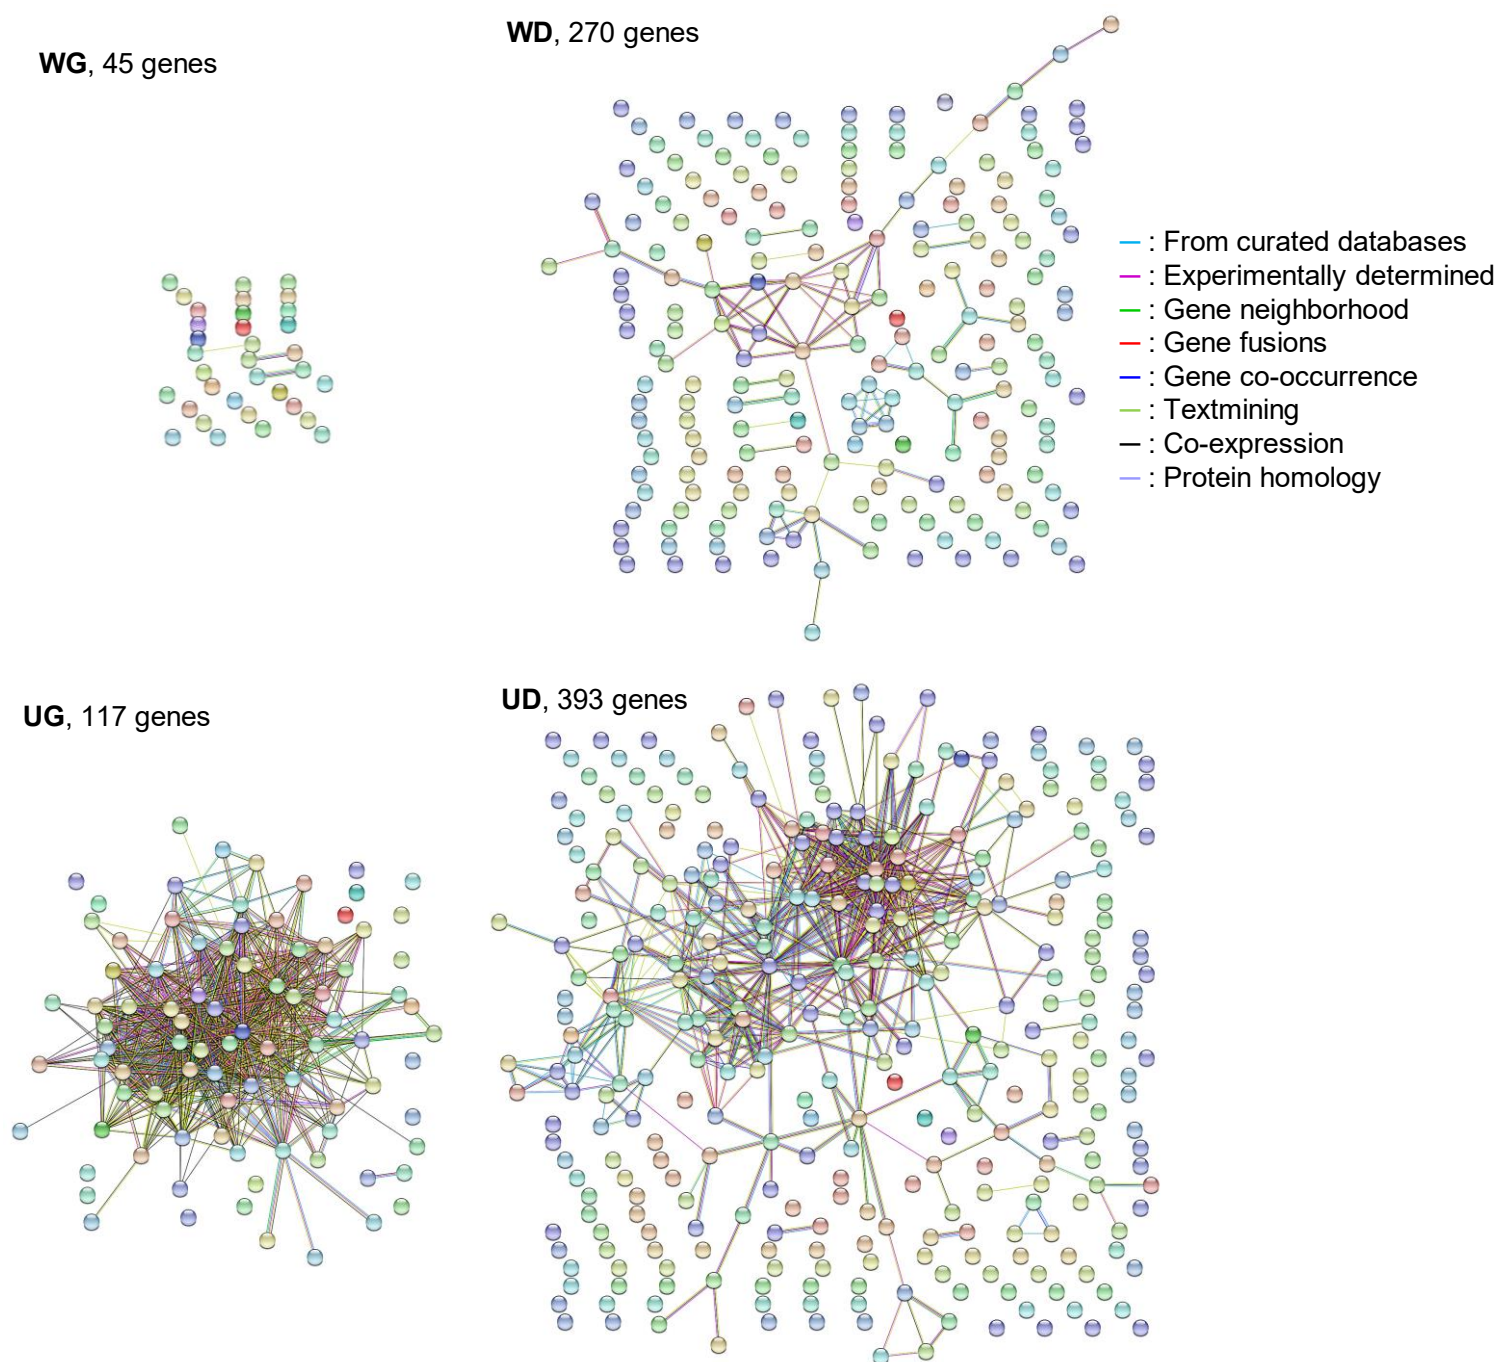 WD, 270 genes
WG, 45 genes
: From curated databases
: Experimentally determined
: Gene neighborhood
: Gene fusions
: Gene co-occurrence
: Textmining
: Co-expression
: Protein homology
UG, 117 genes
UD, 393 genes